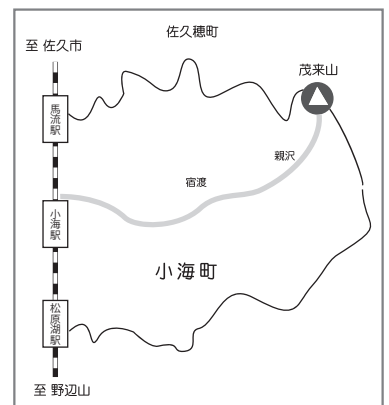 佐久穂町
至 佐久市
茂来山
馬流駅
親沢
宿渡
小海駅
小海町
松原湖駅
至 野辺山